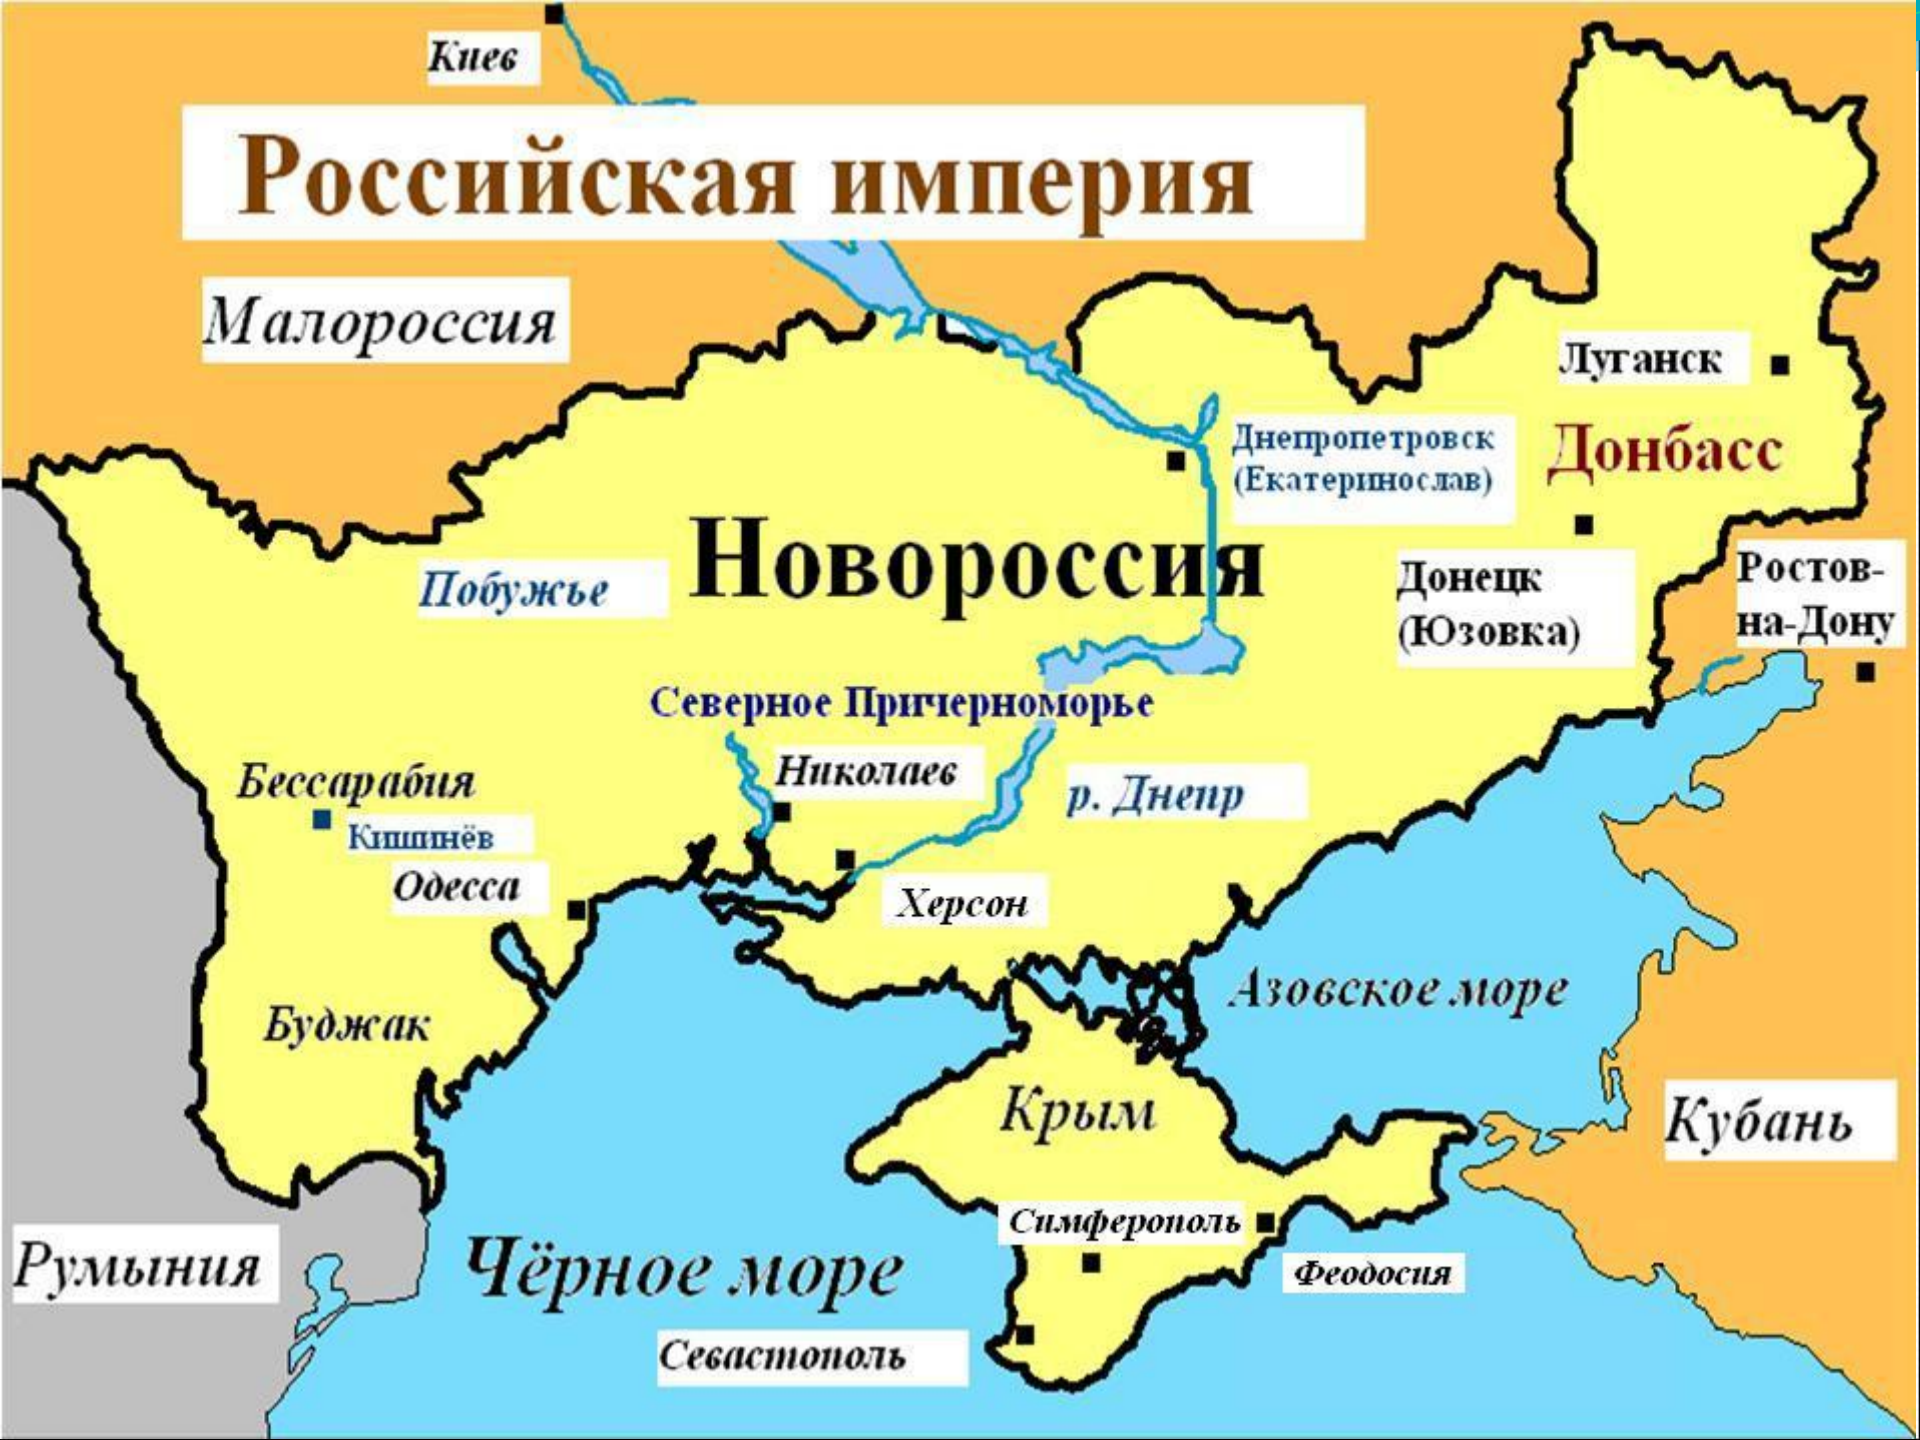 Киев
Российская империя
Малороссия
Луганск
Днепропетровск
(Екатеринослав)
Донбасс
Новороссия
Побужье
Донецк
(Юзовка)
Ростов-
на-Дону
Северное Причерноморье
Николаев
Бессарабия
р. Днепр
Кишинёв
Одесса
Херсон
Азовское море
Буджак
Крым
Кубань
Симферополь
Румыния
Чёрное море
Феодосия
Севастополь